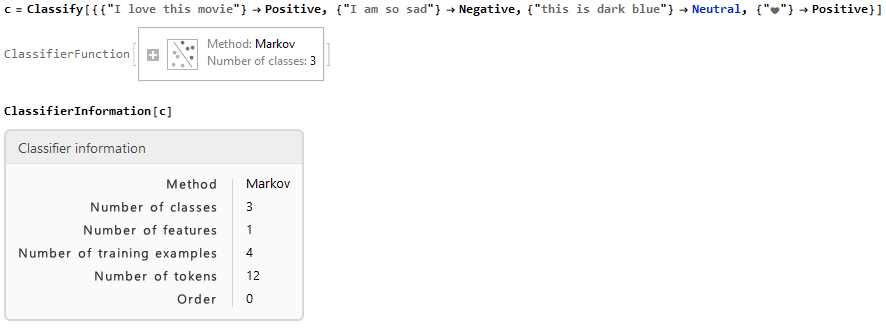 c = Classify[{{"I love this movie"} → Positive, {"I am so sad"} → Negative, {"this is dark blue"} → Neutral, {"❤"} → Positive}]
ClassifierFunction[ + Method: Markov
Number of classes: 3 ]
ClassifierInformation[c]
Classifier information
Method Markov
Number of classes 3
Number of features 1
Number of training examples 4
Number of tokens 12
Order 0